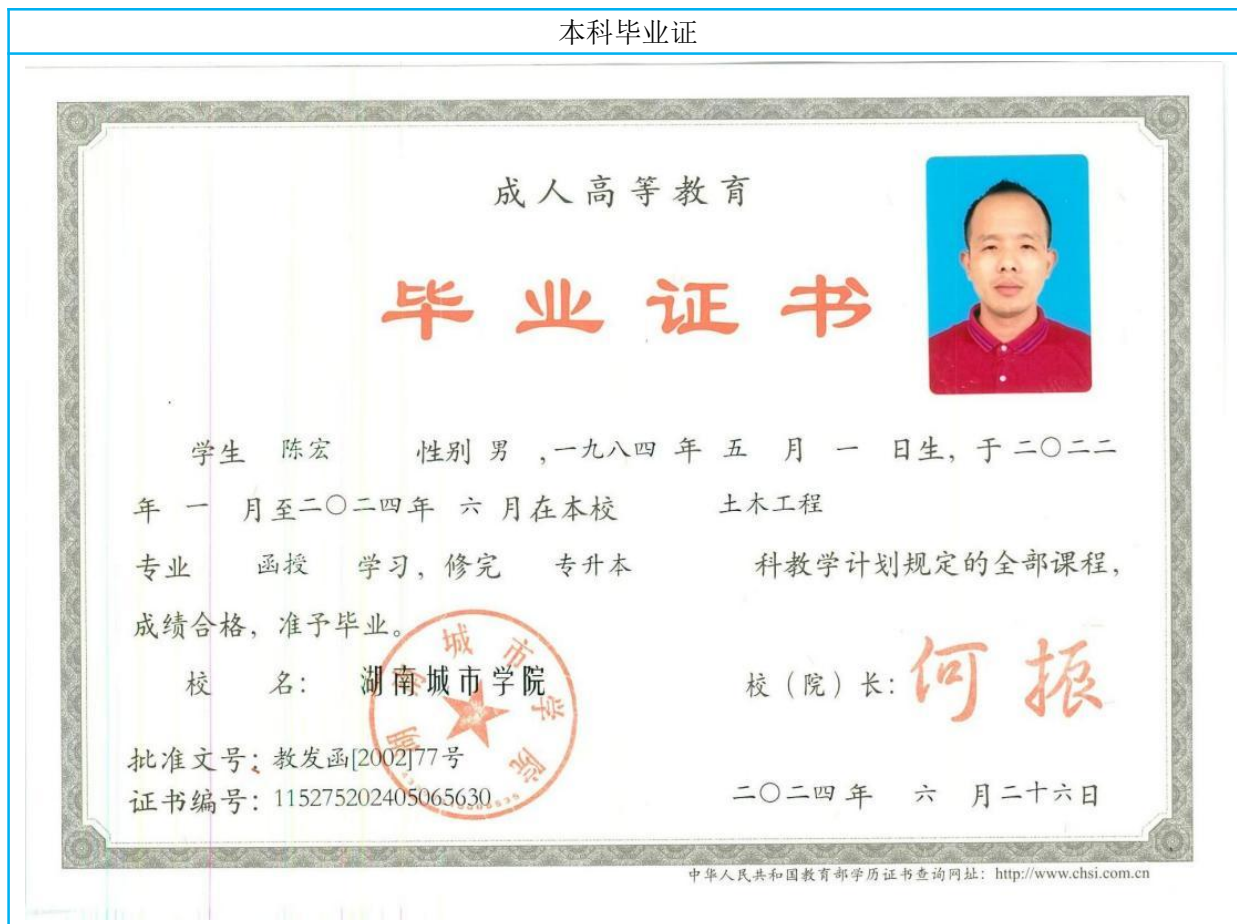 本科毕业证
成人高等教育
毕业证书
学生 陈宏 性别 男 ,一九八四 年 五 月 一 日生, 于二〇二二
年 一 月至二〇二四年 六 月在本校 土木工程
专业 函授 学习, 修完 专升本 科教学计划规定的全部课程,
成绩合格, 准予毕业。
校 名: 湖南城市学院
校(院)长: 何振
湖南城市学院
批准文号: 教发函[2002]77号
证书编号: 115275202405065630
二〇二四 年 六 月二十六日
中华人民共和国教育部学历证书查询网址: http://www.chsi.com.cn